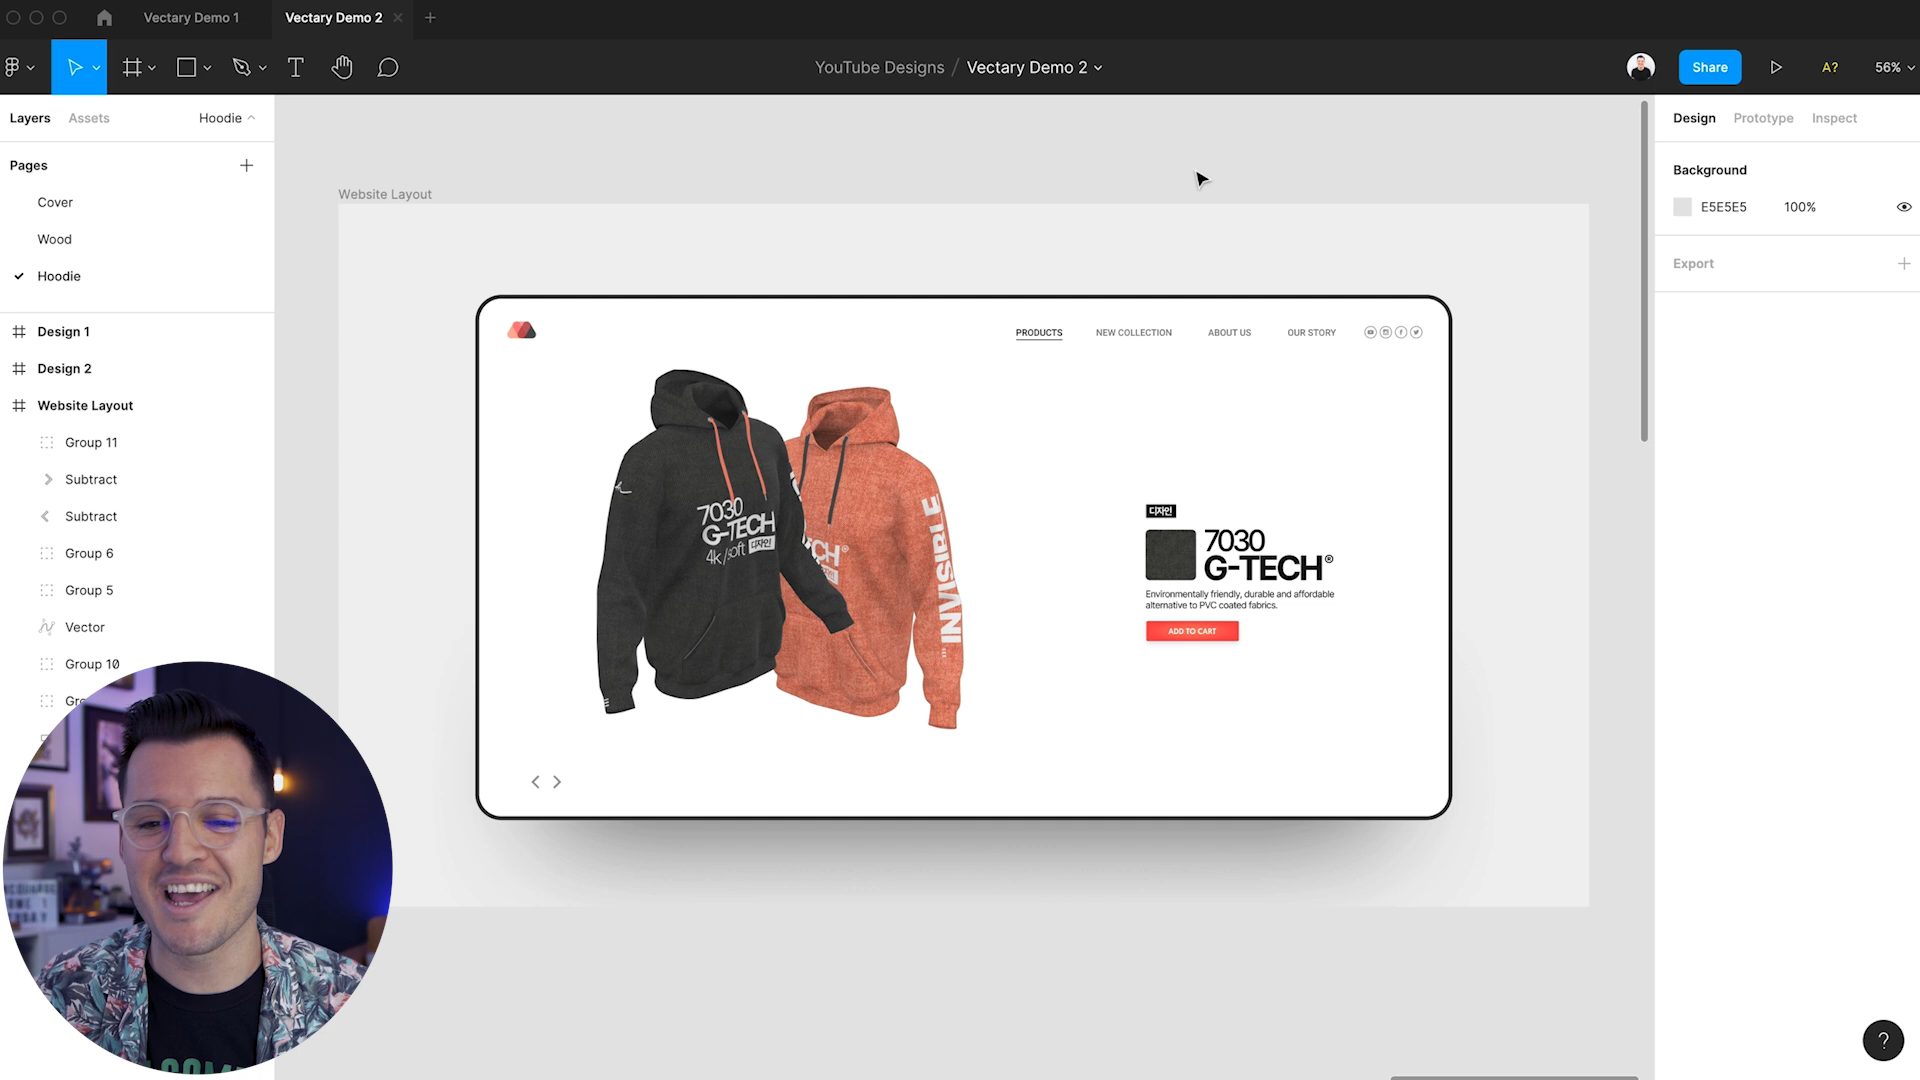 Vectary Demo 1
Vectary Demo 2
YouTube Designs / Vectary Demo 2
Share
A?
56%
Layers
Assets
Hoodie
Pages
Cover
Wood
Hoodie
Design 1
Design 2
Website Layout
Group 11
Subtract
Subtract
Group 6
Group 5
Vector
Group 10
Website Layout
PRODUCTS
NEW COLLECTION
ABOUT US
OUR STORY
7030
G-TECH
4k/soft 디자인
INVISIBLE
디자인
7030
G-TECH®
Environmentally friendly, durable and affordable
alternative to PVC coated fabrics.
ADD TO CART
Design
Prototype
Inspect
Background
E5E5E5
100%
Export
?